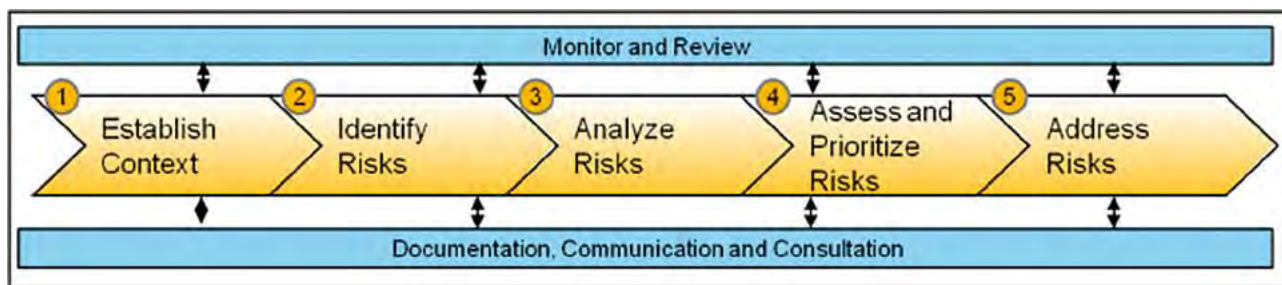 Monitor and Review
1
Establish
Context
2
Identify
Risks
3
Analyze
Risks
4
Assess and
Prioritize
Risks
5
Address
Risks
Documentation, Communication and Consultation